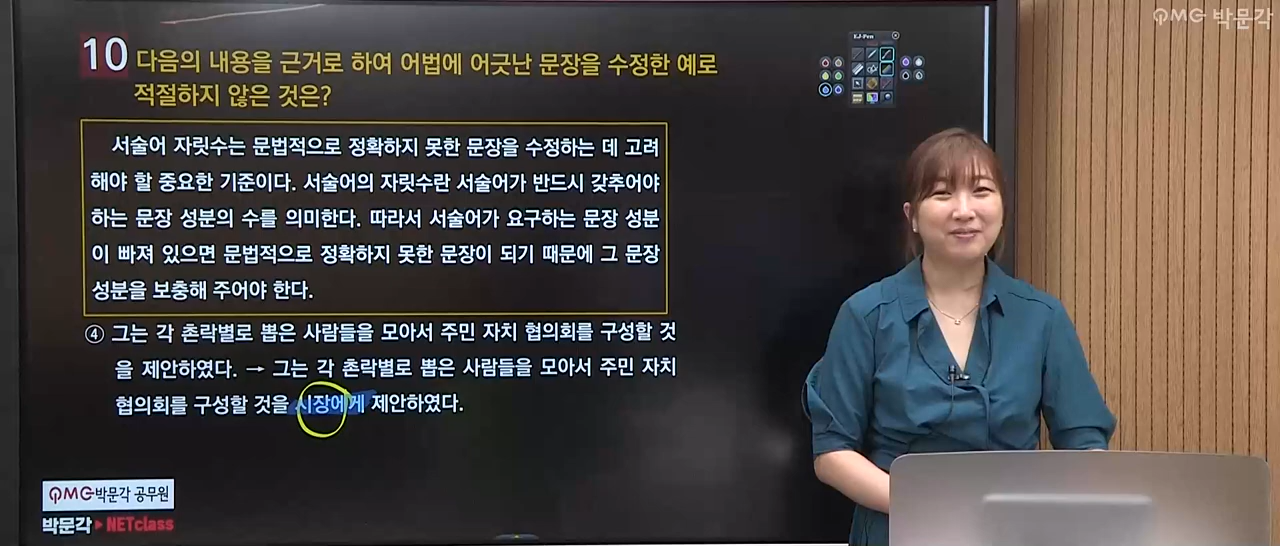 QMG 박문각
EJ-Pen
10 다음의 내용을 근거로 하여 어법에 어긋난 문장을 수정한 예로
적절하지 않은 것은?
서술어 자릿수는 문법적으로 정확하지 못한 문장을 수정하는 데 고려
해야 할 중요한 기준이다. 서술어의 자릿수란 서술어가 반드시 갖추어야
하는 문장 성분의 수를 의미한다. 따라서 서술어가 요구하는 문장 성분
이 빠져 있으면 문법적으로 정확하지 못한 문장이 되기 때문에 그 문장
성분을 보충해 주어야 한다.
④ 그는 각 촌락별로 뽑은 사람들을 모아서 주민 자치 협의회를 구성할 것
을 제안하였다. → 그는 각 촌락별로 뽑은 사람들을 모아서 주민 자치
협의회를 구성할 것을 시장에게 제안하였다.
QMG박문각 공무원
박문각 NETclass